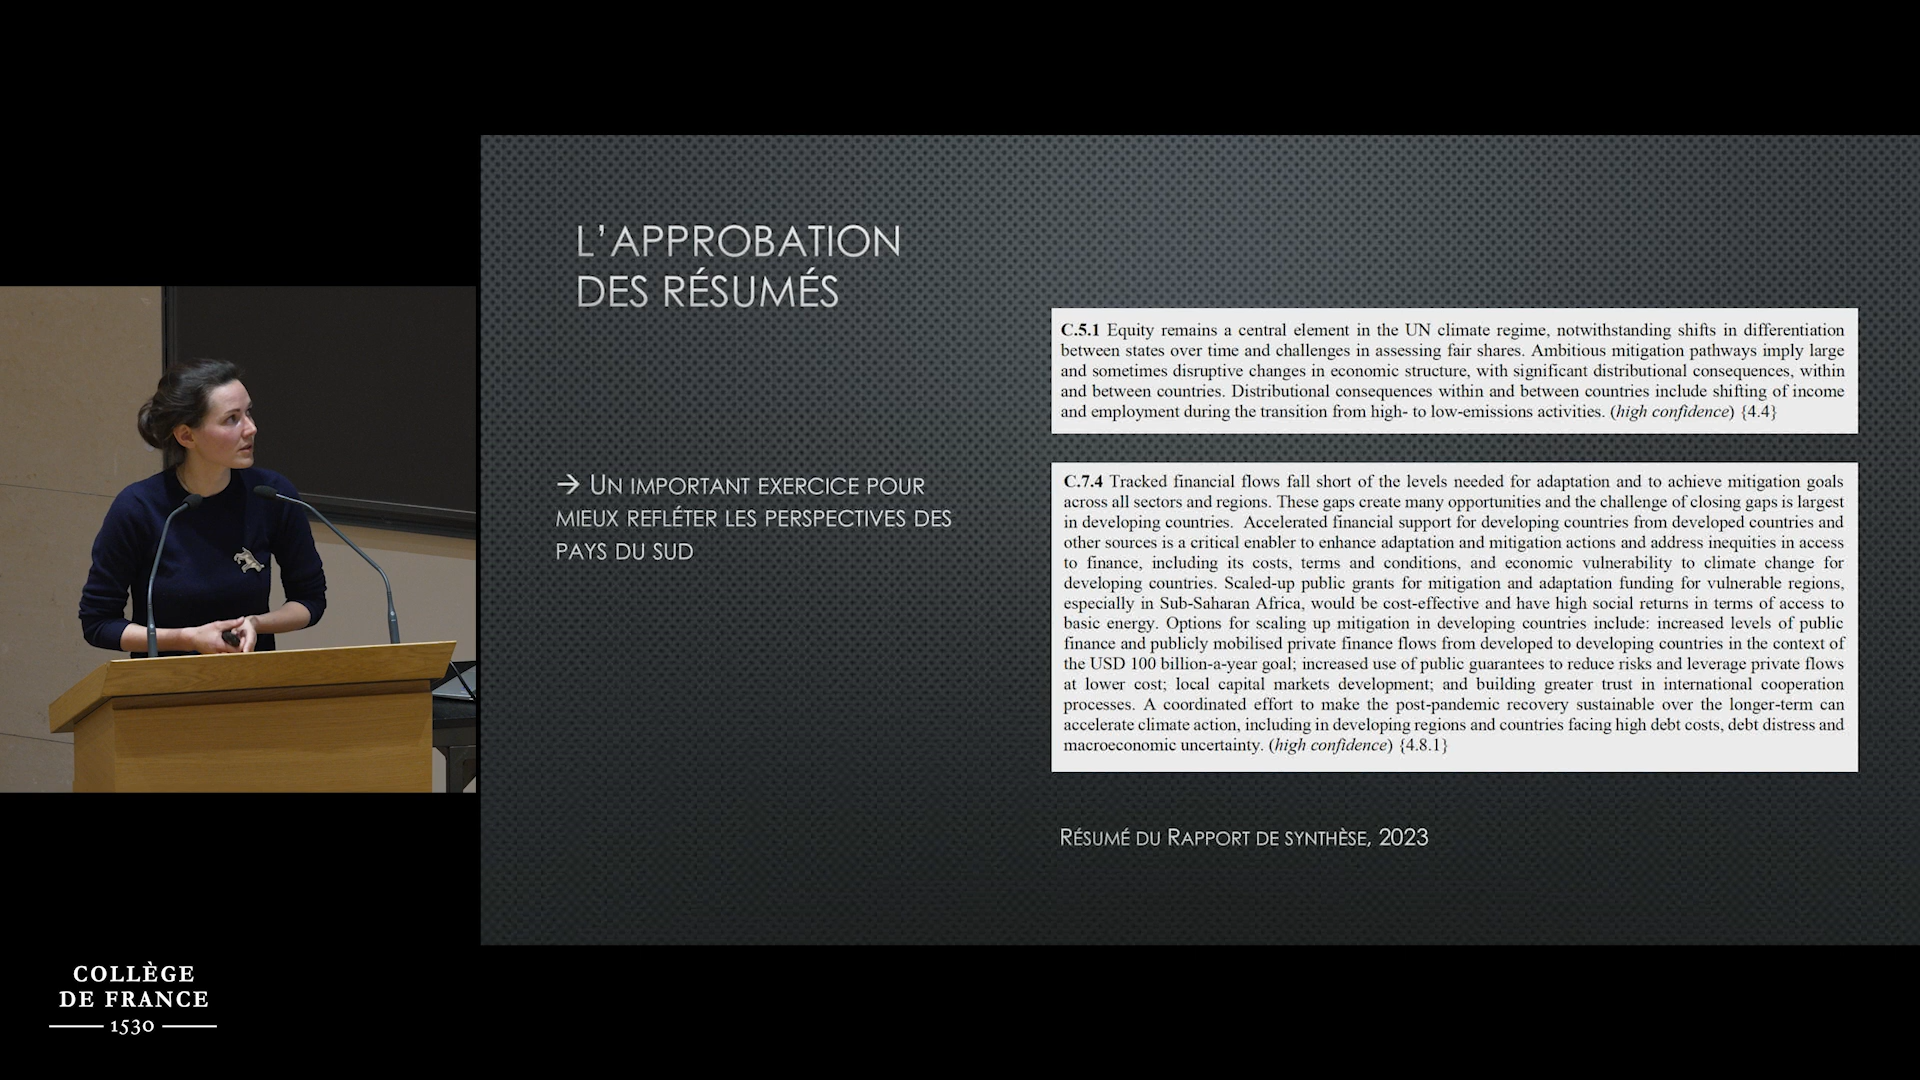 L'APPROBATION
DES RÉSUMÉS
→ UN IMPORTANT EXERCICE POUR
MIEUX REFLÉTER LES PERSPECTIVES DES
PAYS DU SUD
C.5.1 Equity remains a central element in the UN climate regime, notwithstanding shifts in differentiation
between states over time and challenges in assessing fair shares. Ambitious mitigation pathways imply large
and sometimes disruptive changes in economic structure, with significant distributional consequences, within
and between countries. Distributional consequences within and between countries include shifting of income
and employment during the transition from high- to low-emissions activities. (high confidence) {4.4}
C.7.4 Tracked financial flows fall short of the levels needed for adaptation and to achieve mitigation goals
across all sectors and regions. These gaps create many opportunities and the challenge of closing gaps is largest
in developing countries. Accelerated financial support for developing countries from developed countries and
other sources is a critical enabler to enhance adaptation and mitigation actions and address inequities in access
to finance, including its costs, terms and conditions, and economic vulnerability to climate change for
developing countries. Scaled-up public grants for mitigation and adaptation funding for vulnerable regions,
especially in Sub-Saharan Africa, would be cost-effective and have high social returns in terms of access to
basic energy. Options for scaling up mitigation in developing countries include: increased levels of public
finance and publicly mobilised private finance flows from developed to developing countries in the context of
the USD 100 billion-a-year goal; increased use of public guarantees to reduce risks and leverage private flows
at lower cost; local capital markets development; and building greater trust in international cooperation
processes. A coordinated effort to make the post-pandemic recovery sustainable over the longer-term can
accelerate climate action, including in developing regions and countries facing high debt costs, debt distress and
macroeconomic uncertainty. (high confidence) {4.8.1}
RÉSUMÉ DU RAPPORT DE SYNTHÈSE, 2023
COLLÈGE
DE FRANCE
1530